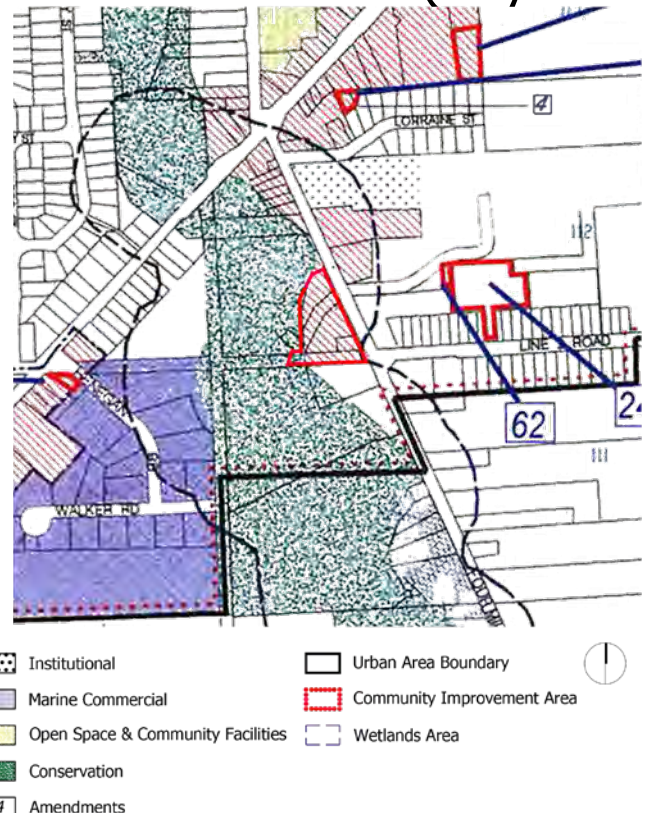 4
LORRAINE ST
112
LINE ROAD
62
111
WALKER RD
Institutional
Urban Area Boundary
Marine Commercial
Community Improvement Area
Open Space & Community Facilities
Wetlands Area
Conservation
Amendments